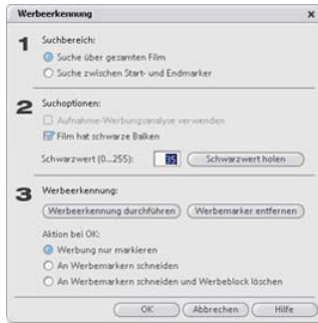 Werbeerkennung
1 Suchbereich:
Suche über gesamten Film
Suche zwischen Start- und Endmarker
2 Suchoptionen:
Aufnahme-Werbungsanalyse verwenden
Film hat schwarze Balken
Schwarzwert (0...255): 35 Schwarzwert holen
3 Werbeerkennung:
Werbeerkennung durchführen Werbemarker entfernen
Aktion bei OK:
Werbung nur markieren
An Werbemarkern schneiden
An Werbemarkern schneiden und Werbeblock löschen
OK Abbrechen Hilfe